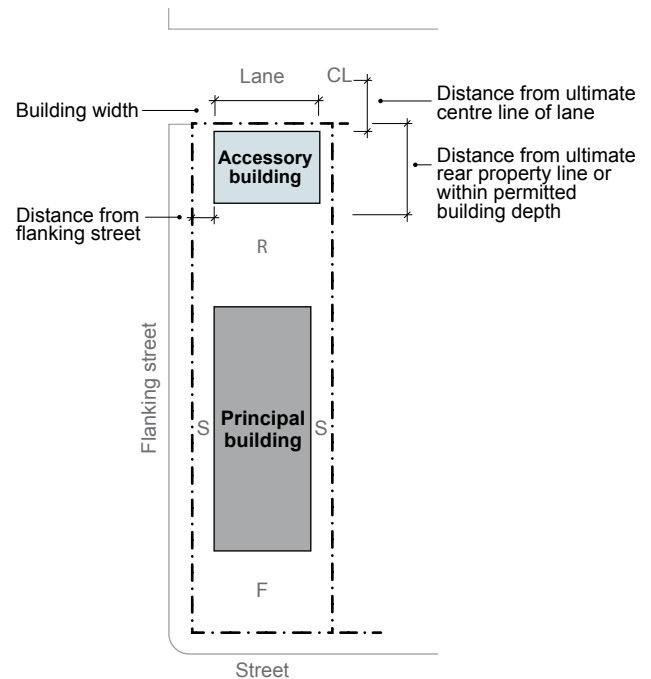 Lane
CL
Building width
Distance from ultimate
centre line of lane
Accessory
building
Distance from ultimate
rear property line or
within permitted
building depth
Distance from
flanking street
R
Flanking street
S
Principal
building
S
F
Street